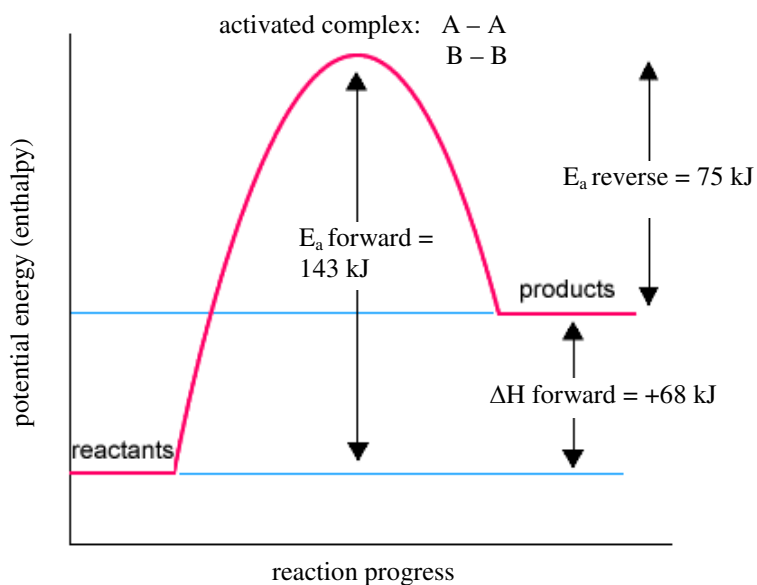 activated complex: A – A
B – B
potential energy (enthalpy)
E​ₐ reverse = 75 kJ
Eₐ forward =
143 kJ
products
ΔH forward = +68 kJ
reactants
reaction progress